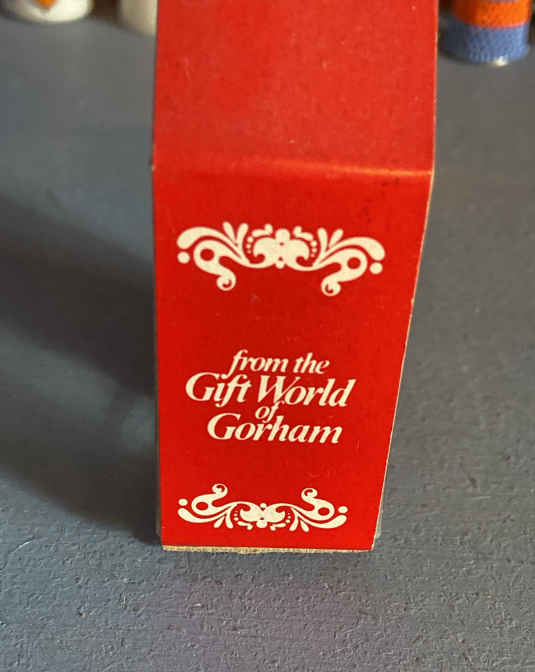 from the
Gift World
of
Gorham